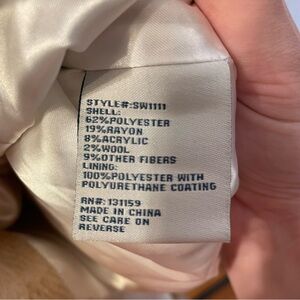 STYLE#:SW1111
SHELL:
62%POLYESTER
19%RAYON
8%ACRYLIC
2%WOOL
9%OTHER FIBERS
LINING:
100%POLYESTER WITH
POLYURETHANE COATING
RN#:131159
MADE IN CHINA
SEE CARE ON
REVERSE